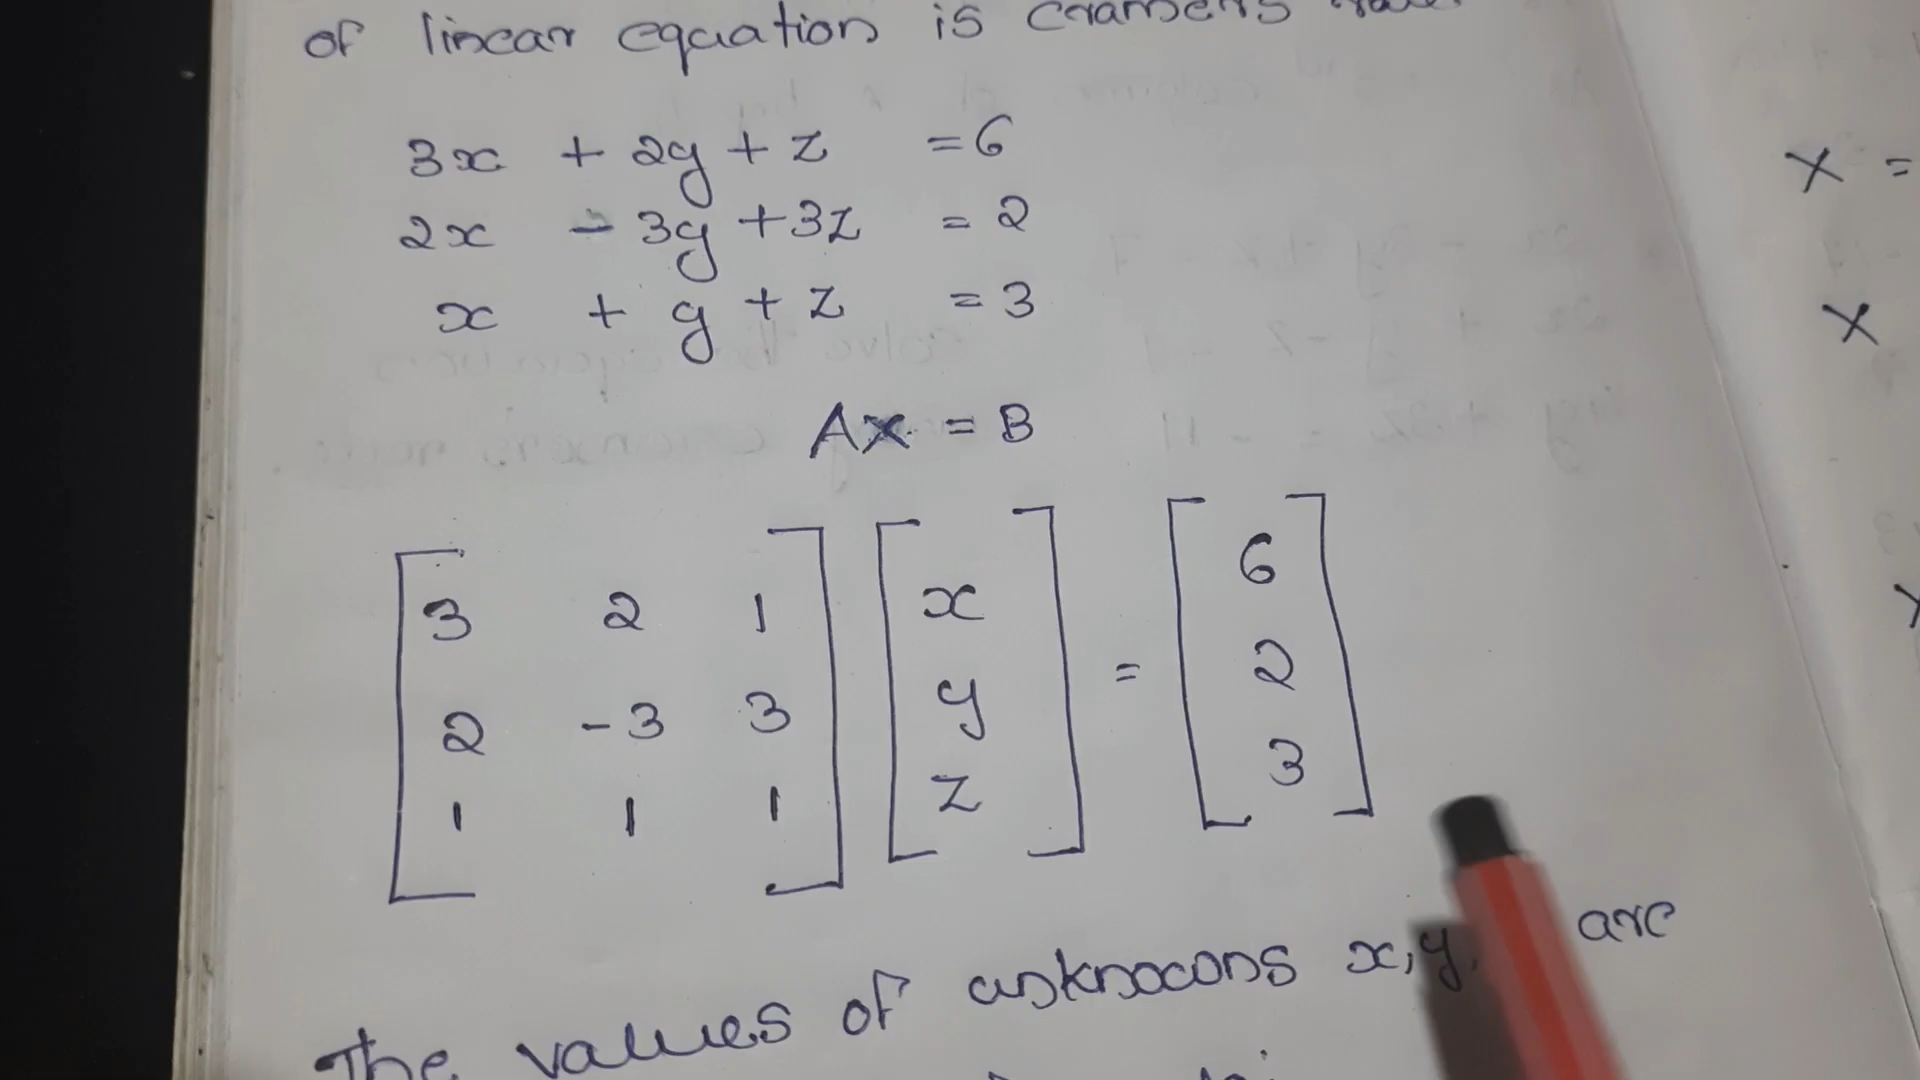 of linear equation is cramers
3x + 2y + z = 6
2x - 3y + 3z = 2
x + y + z = 3
AX = B
[3 2 1] [x] [6]
[2 -3 3] [y] = [2]
[1 1 1] [z] [3]
The values of unknowns x, y, are
X =
X